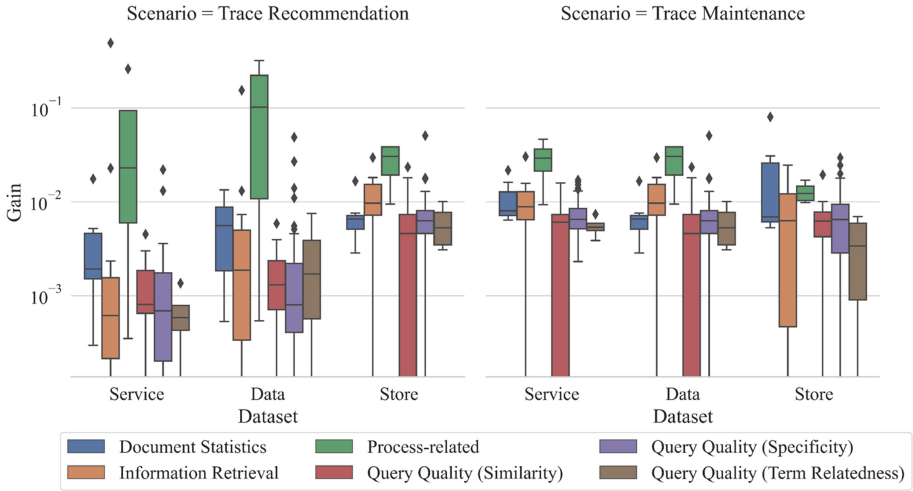 Scenario = Trace Recommendation
Scenario = Trace Maintenance
Gain
10⁻¹
10⁻²
10⁻³
Service Data Store
Dataset
Service Data Store
Dataset
Document Statistics
Information Retrieval
Process-related
Query Quality (Similarity)
Query Quality (Specificity)
Query Quality (Term Relatedness)